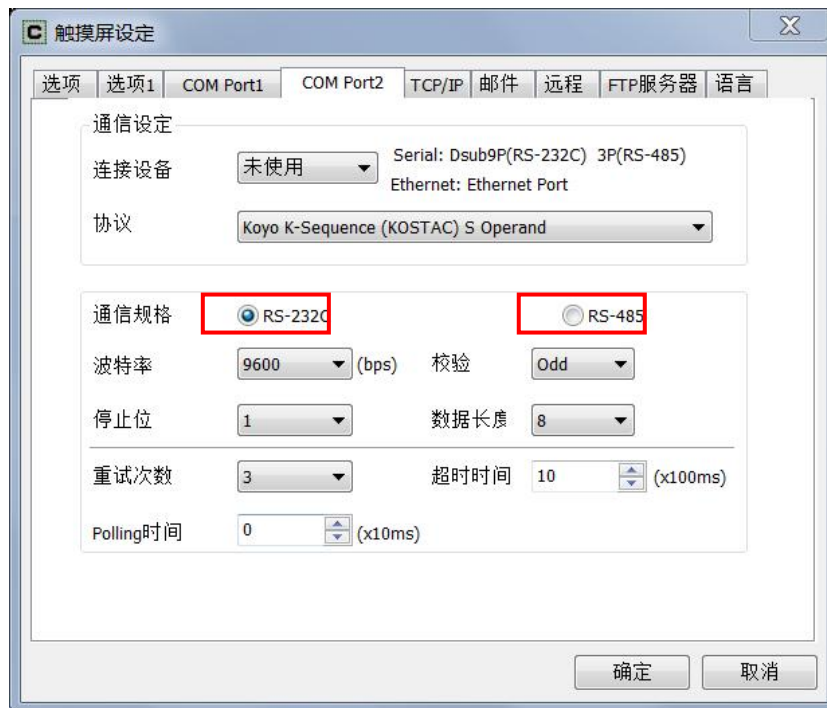 C 触摸屏设定
选项 选项1 COM Port1 COM Port2 TCP/IP 邮件 远程 FTP服务器 语言
通信设定
连接设备 未使用 Serial: Dsub9P(RS-232C) 3P(RS-485)
Ethernet: Ethernet Port
协议 Koyo K-Sequence (KOSTAC) S Operand
通信规格 RS-232C RS-485
波特率 9600 (bps) 校验 Odd
停止位 1 数据长度 8
重试次数 3 超时时间 10 (x100ms)
Polling时间 0 (x10ms)
确定 取消